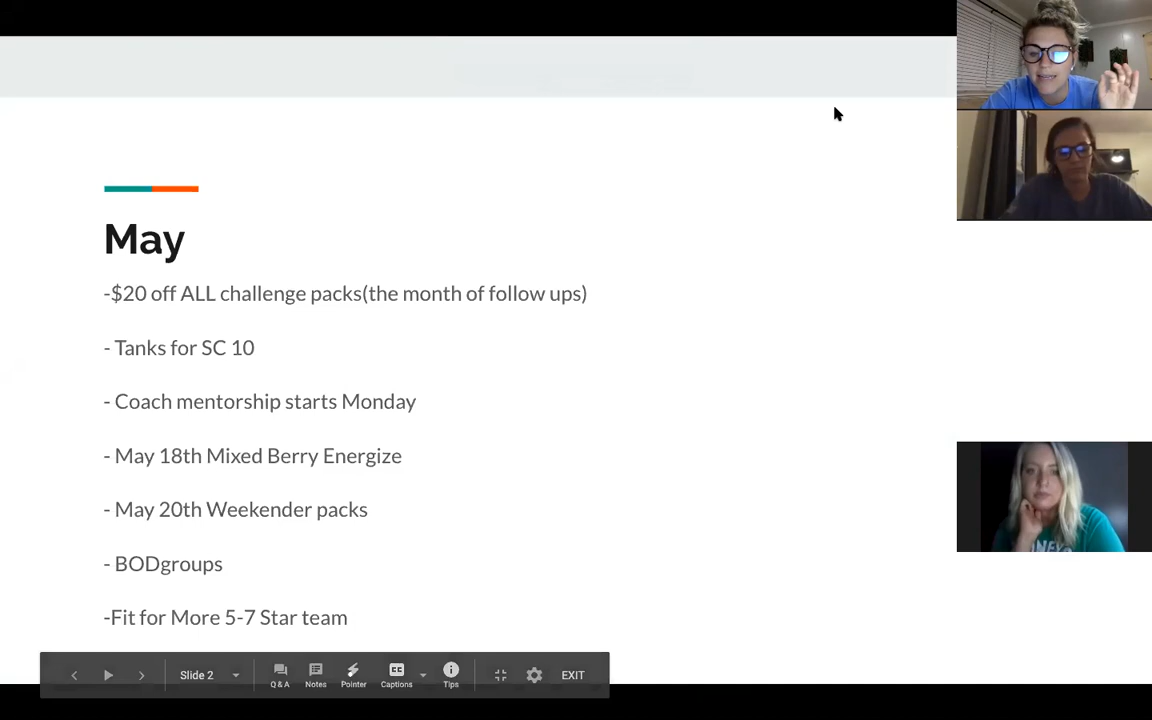 May
-$20 off ALL challenge packs(the month of follow ups)
- Tanks for SC 10
- Coach mentorship starts Monday
- May 18th Mixed Berry Energize
- May 20th Weekender packs
- BODgroups
-Fit for More 5-7 Star team
Slide 2
Q & A
Notes
Pointer
CC
Captions
Tips
EXIT